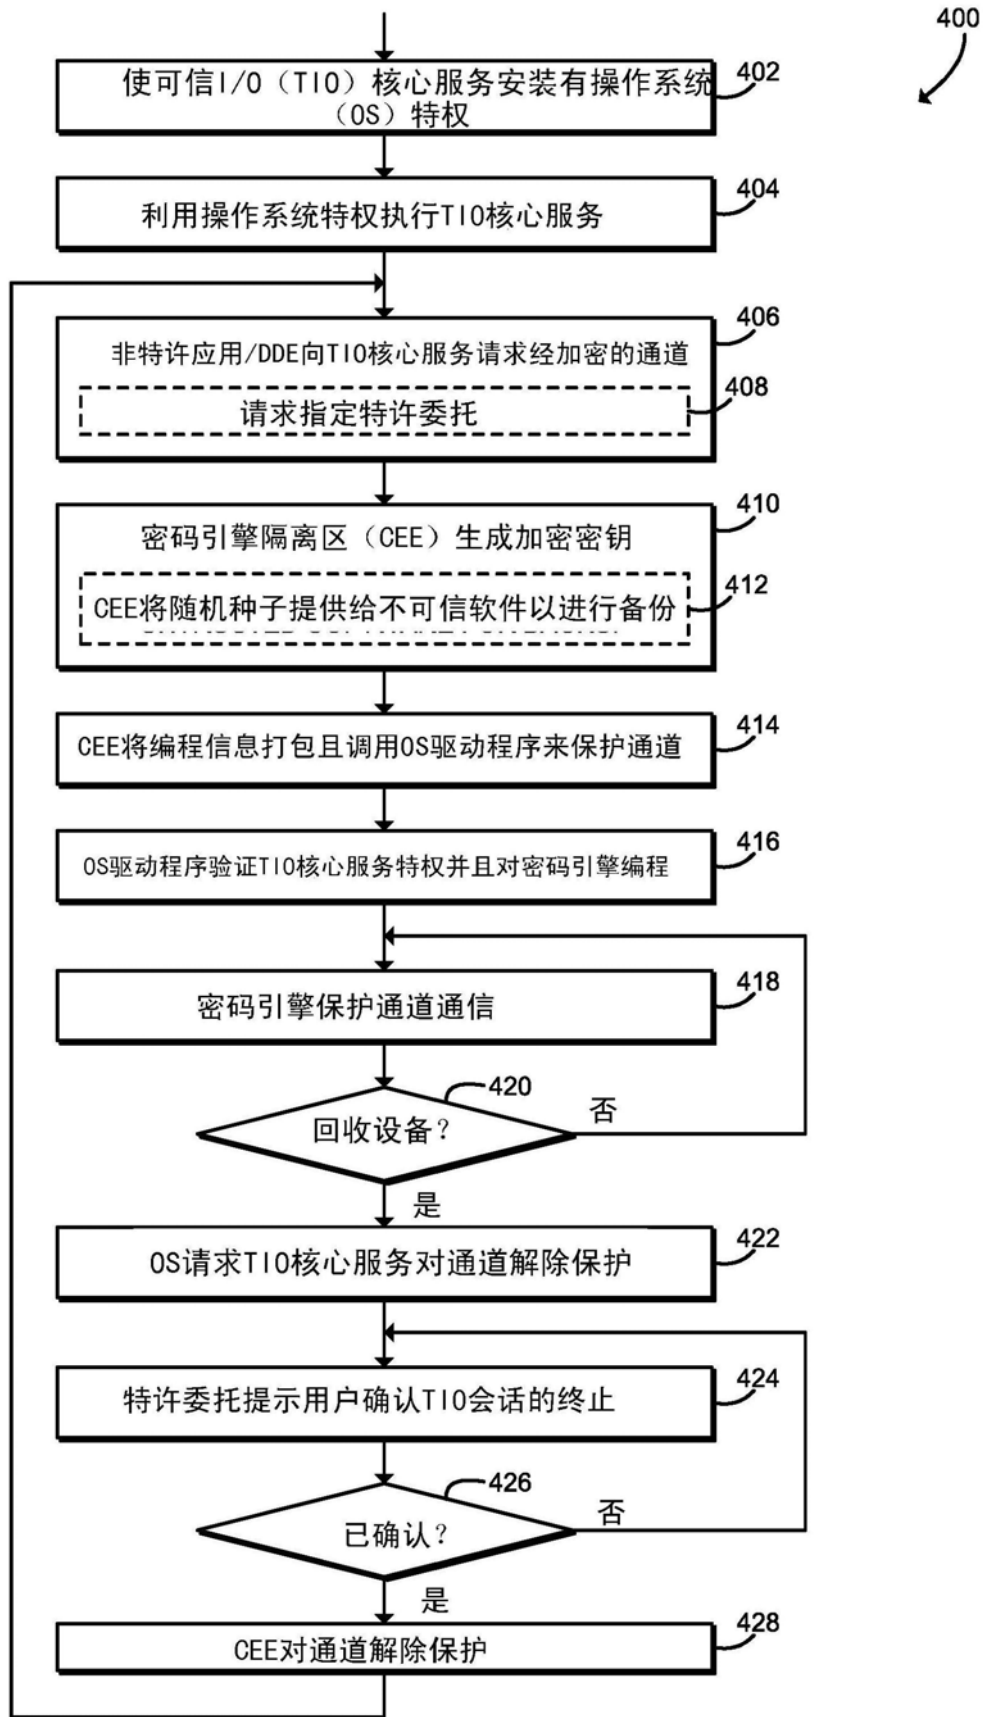 400
使可信I/O（TIO）核心服务安装有操作系统
（OS）特权
402
利用操作系统特权执行TIO核心服务
404
406
非特许应用/DDE向TIO核心服务请求经加密的通道
408
请求指定特许委托
410
密码引擎隔离区（CEE）生成加密密钥
412
CEE将随机种子提供给不可信软件以进行备份
CEE将编程信息打包且调用OS驱动程序来保护通道
414
OS驱动程序验证TIO核心服务特权并且对密码引擎编程
416
密码引擎保护通道通信
418
420
回收设备？
否
是
OS请求TIO核心服务对通道解除保护
422
特许委托提示用户确认TIO会话的终止
424
426
已确认？
否
是
CEE对通道解除保护
428